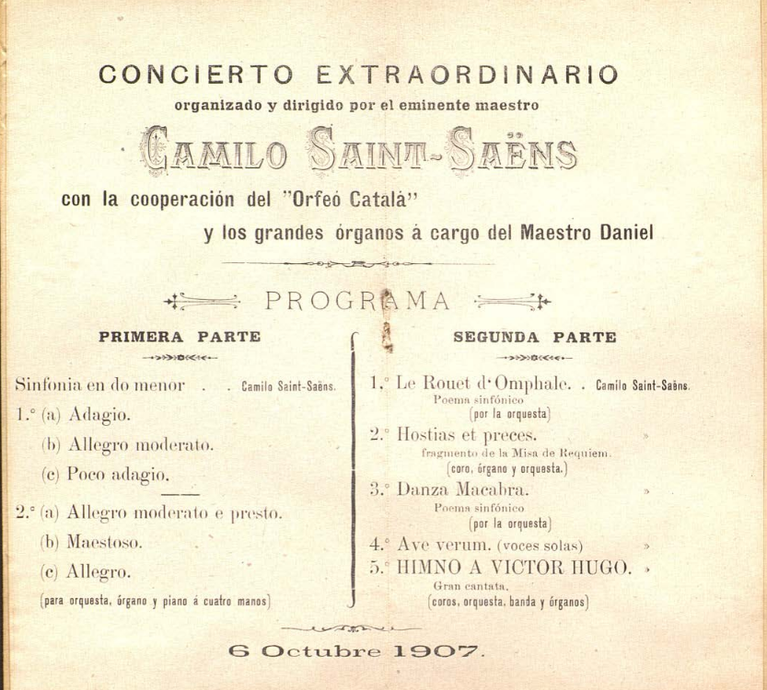 CONCIERTO EXTRAORDINARIO
organizado y dirigido por el eminente maestro
CAMILO SAINT-SAËNS
con la cooperación del "Orfeó Català"
y los grandes órganos á cargo del Maestro Daniel
PROGRAMA
PRIMERA PARTE
Sinfonia en do menor . . Camilo Saint-Saëns.
1.° (a) Adagio.
(b) Allegro moderato.
(c) Poco adagio.
2.° (a) Allegro moderato e presto.
(b) Maestoso.
(c) Allegro.
(para orquesta, órgano y piano á cuatro manos)
SEGUNDA PARTE
1.° Le Rouet d'Omphale. . Camilo Saint-Saëns.
Poema sinfónico
(por la orquesta)
2.° Hostias et preces. »
fragmento de la Misa de Requiem.
(coro, órgano y orquesta.)
3.° Danza Macabra. »
Poema sinfónico
(por la orquesta)
4.° Ave verum. (voces solas) »
5.° HIMNO A VICTOR HUGO. »
Gran cantata.
(coros, orquesta, banda y órganos)
6 Octubre 1907.